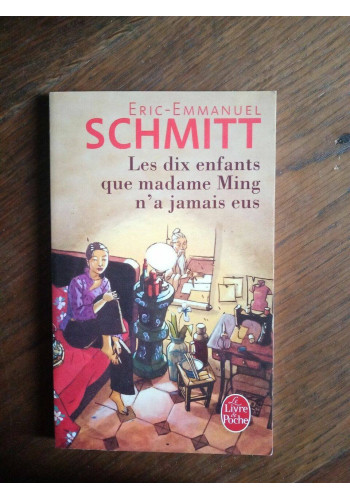 ERIC-EMMANUEL
SCHMITT
Les dix enfants
que madame Ming
n'a jamais eus
Le
Livre
de
Poche